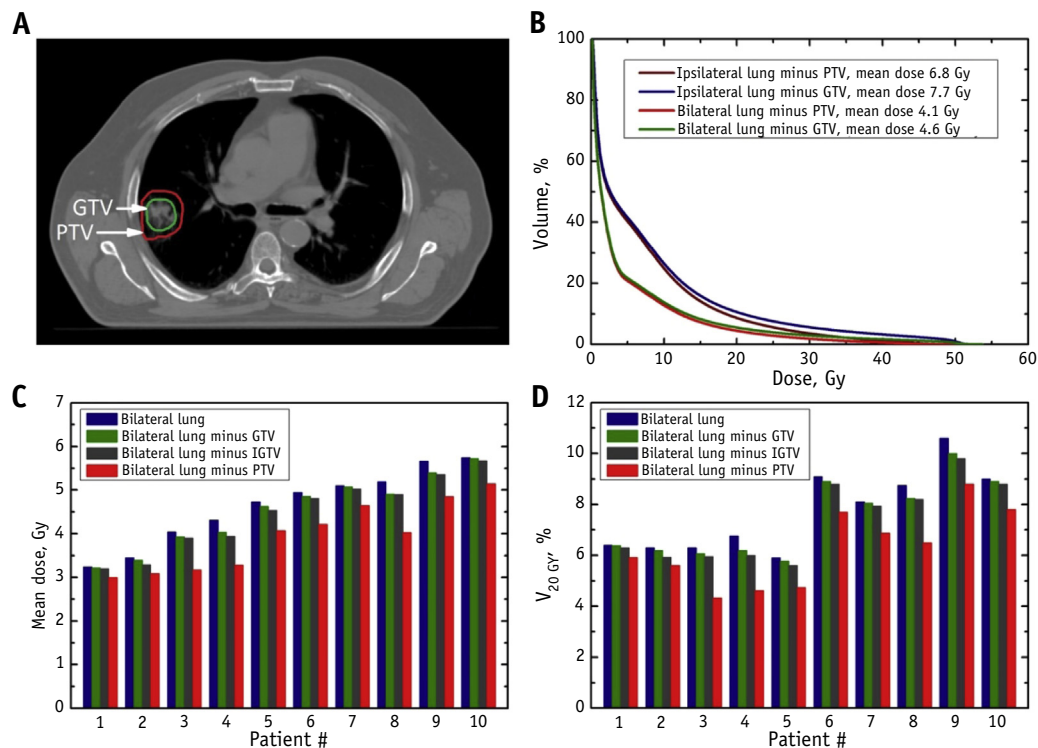 A
GTV
PTV
B
Ipsilateral lung minus PTV, mean dose 6.8 Gy
Ipsilateral lung minus GTV, mean dose 7.7 Gy
Bilateral lung minus PTV, mean dose 4.1 Gy
Bilateral lung minus GTV, mean dose 4.6 Gy
Volume, %
100
80
60
40
20
0
0 10 20 30 40 50 60
Dose, Gy
C
Bilateral lung
Bilateral lung minus GTV
Bilateral lung minus IGTV
Bilateral lung minus PTV
Mean dose, Gy
7
6
5
4
3
2
1
0
1 2 3 4 5 6 7 8 9 10
Patient #
D
Bilateral lung
Bilateral lung minus GTV
Bilateral lung minus IGTV
Bilateral lung minus PTV
V20 GY, %
12
10
8
6
4
2
0
1 2 3 4 5 6 7 8 9 10
Patient #